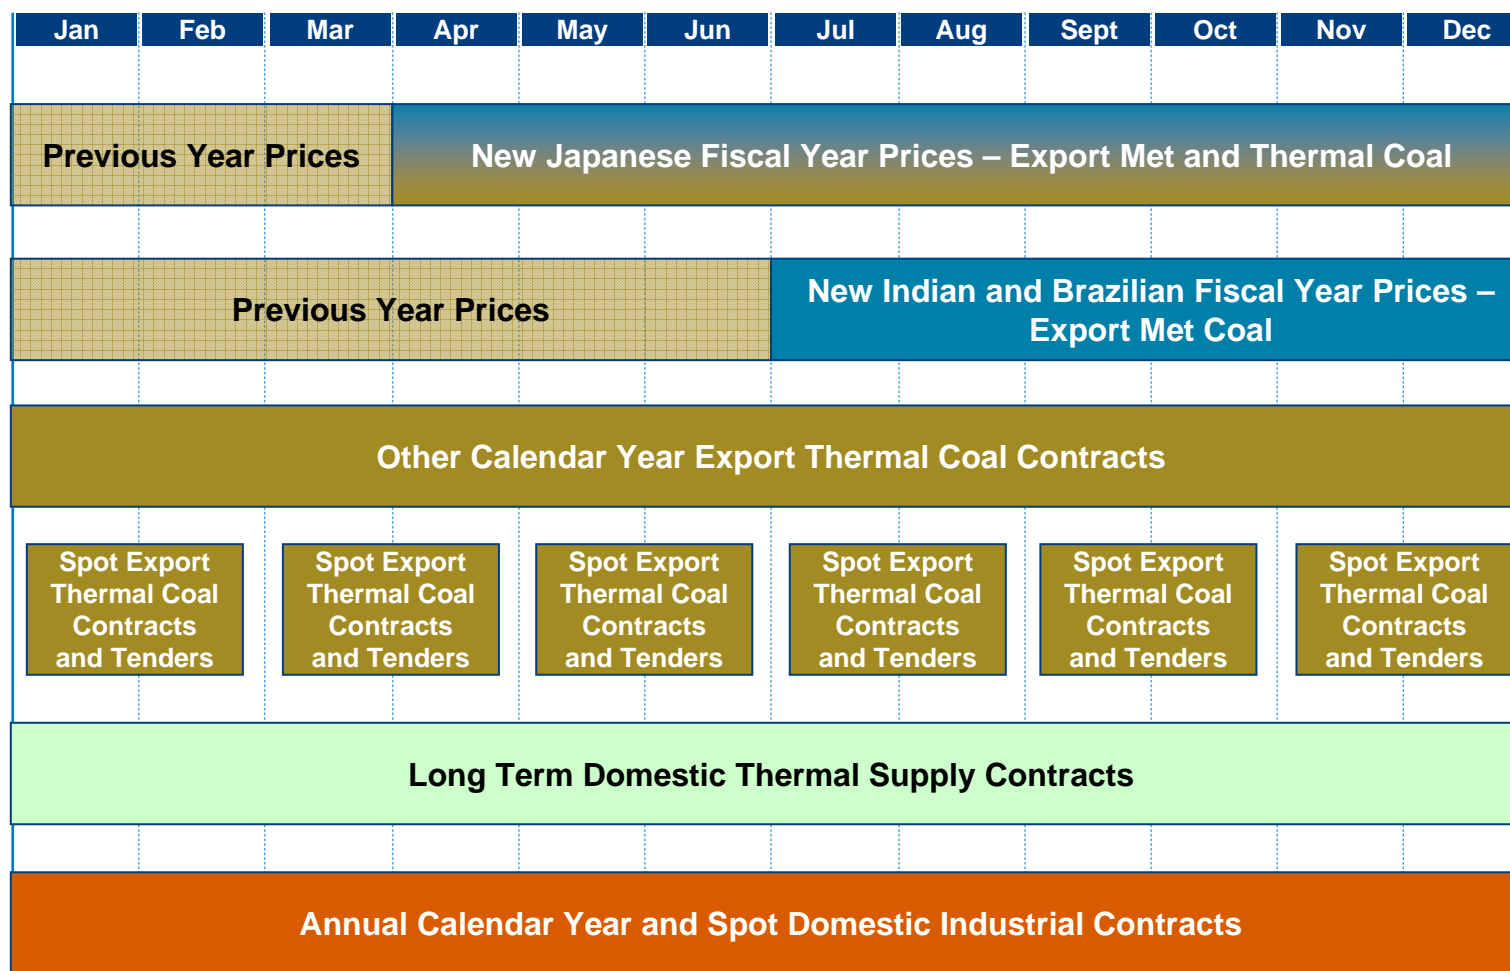 Jan Feb Mar Apr May Jun Jul Aug Sept Oct Nov Dec
Previous Year Prices
New Japanese Fiscal Year Prices – Export Met and Thermal Coal
Previous Year Prices
New Indian and Brazilian Fiscal Year Prices –
Export Met Coal
Other Calendar Year Export Thermal Coal Contracts
Spot Export
Thermal Coal
Contracts
and Tenders
Spot Export
Thermal Coal
Contracts
and Tenders
Spot Export
Thermal Coal
Contracts
and Tenders
Spot Export
Thermal Coal
Contracts
and Tenders
Spot Export
Thermal Coal
Contracts
and Tenders
Spot Export
Thermal Coal
Contracts
and Tenders
Long Term Domestic Thermal Supply Contracts
Annual Calendar Year and Spot Domestic Industrial Contracts